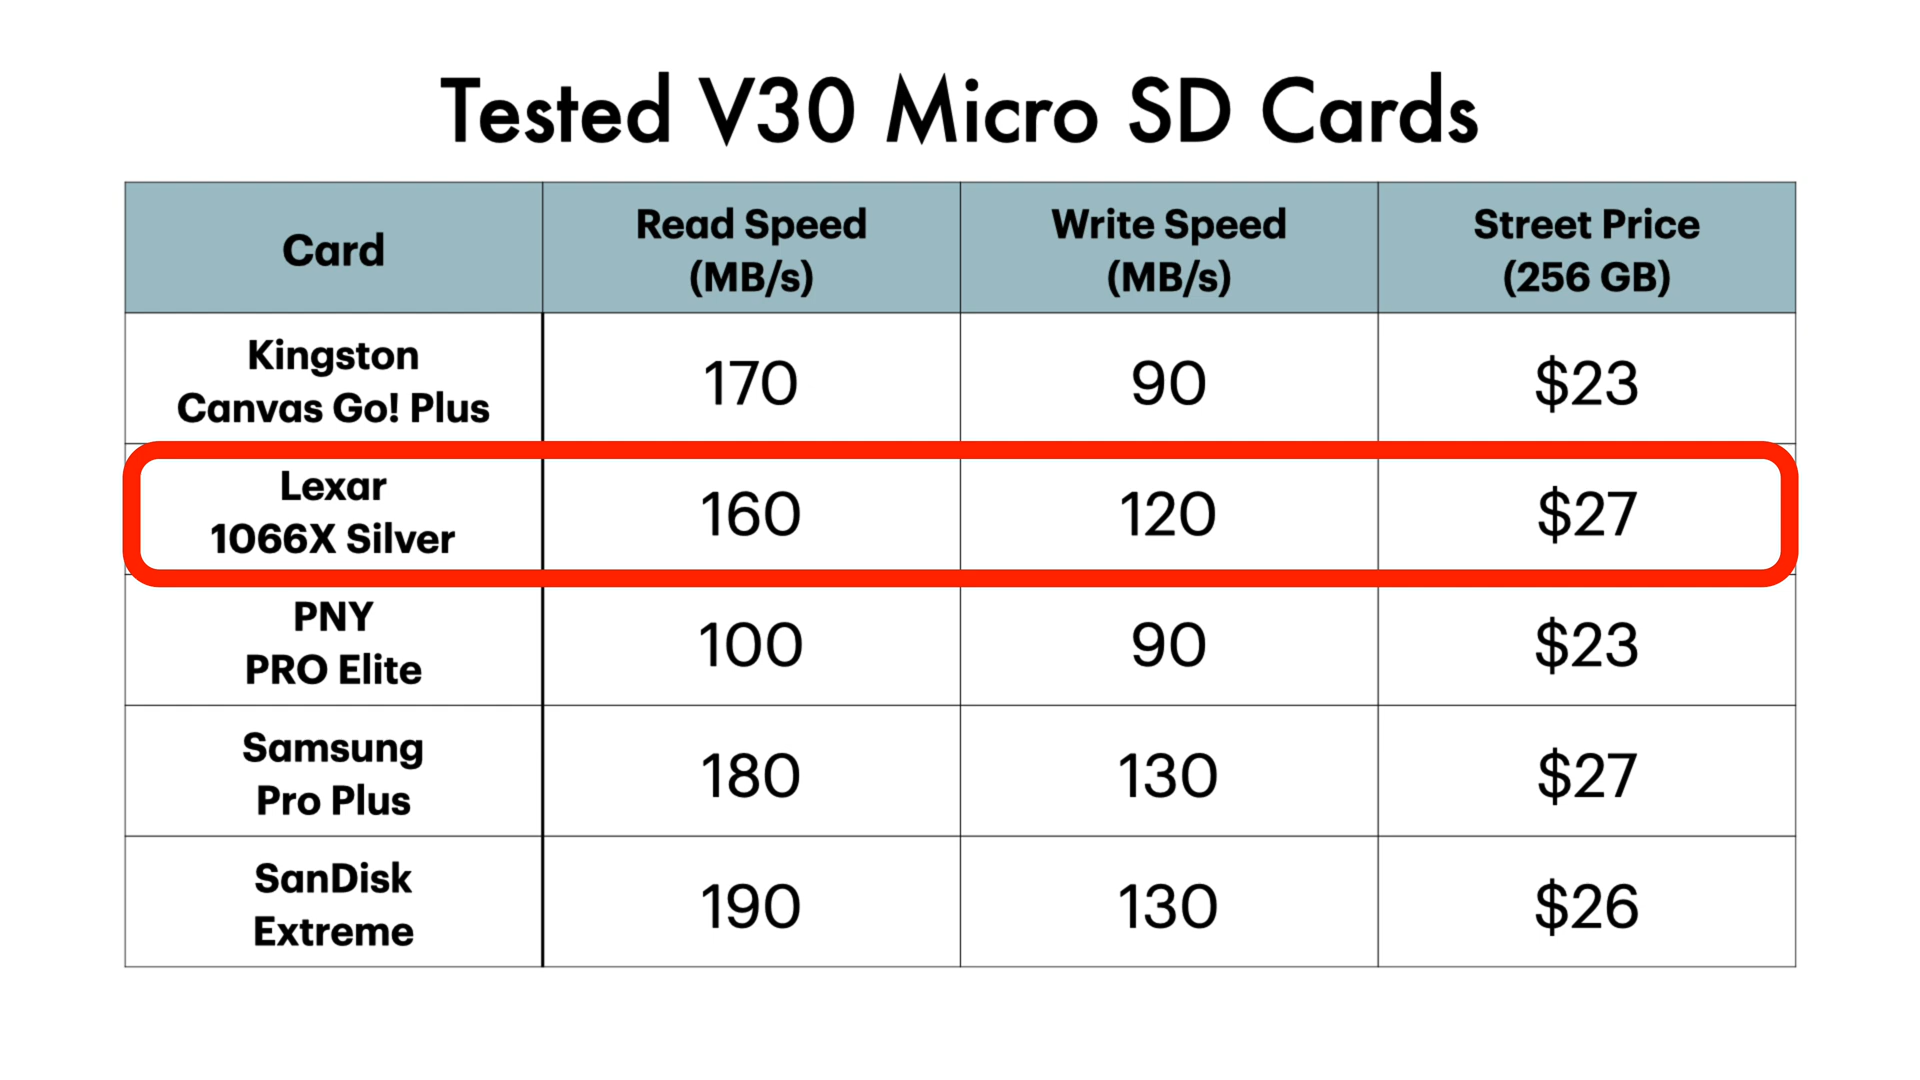 Tested V30 Micro SD Cards
Card
Read Speed
(MB/s)
Write Speed
(MB/s)
Street Price
(256 GB)
Kingston
Canvas Go! Plus
170
90
$23
Lexar
1066X Silver
160
120
$27
PNY
PRO Elite
100
90
$23
Samsung
Pro Plus
180
130
$27
SanDisk
Extreme
190
130
$26